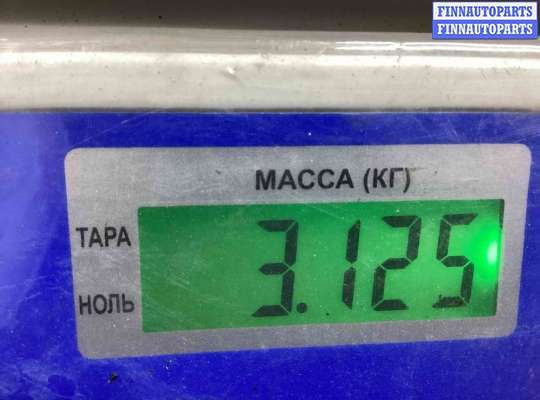 FINNAUTOPARTS
FINNAUTOPARTS
МАССА (КГ)
ТАРА
3.125
НОЛЬ